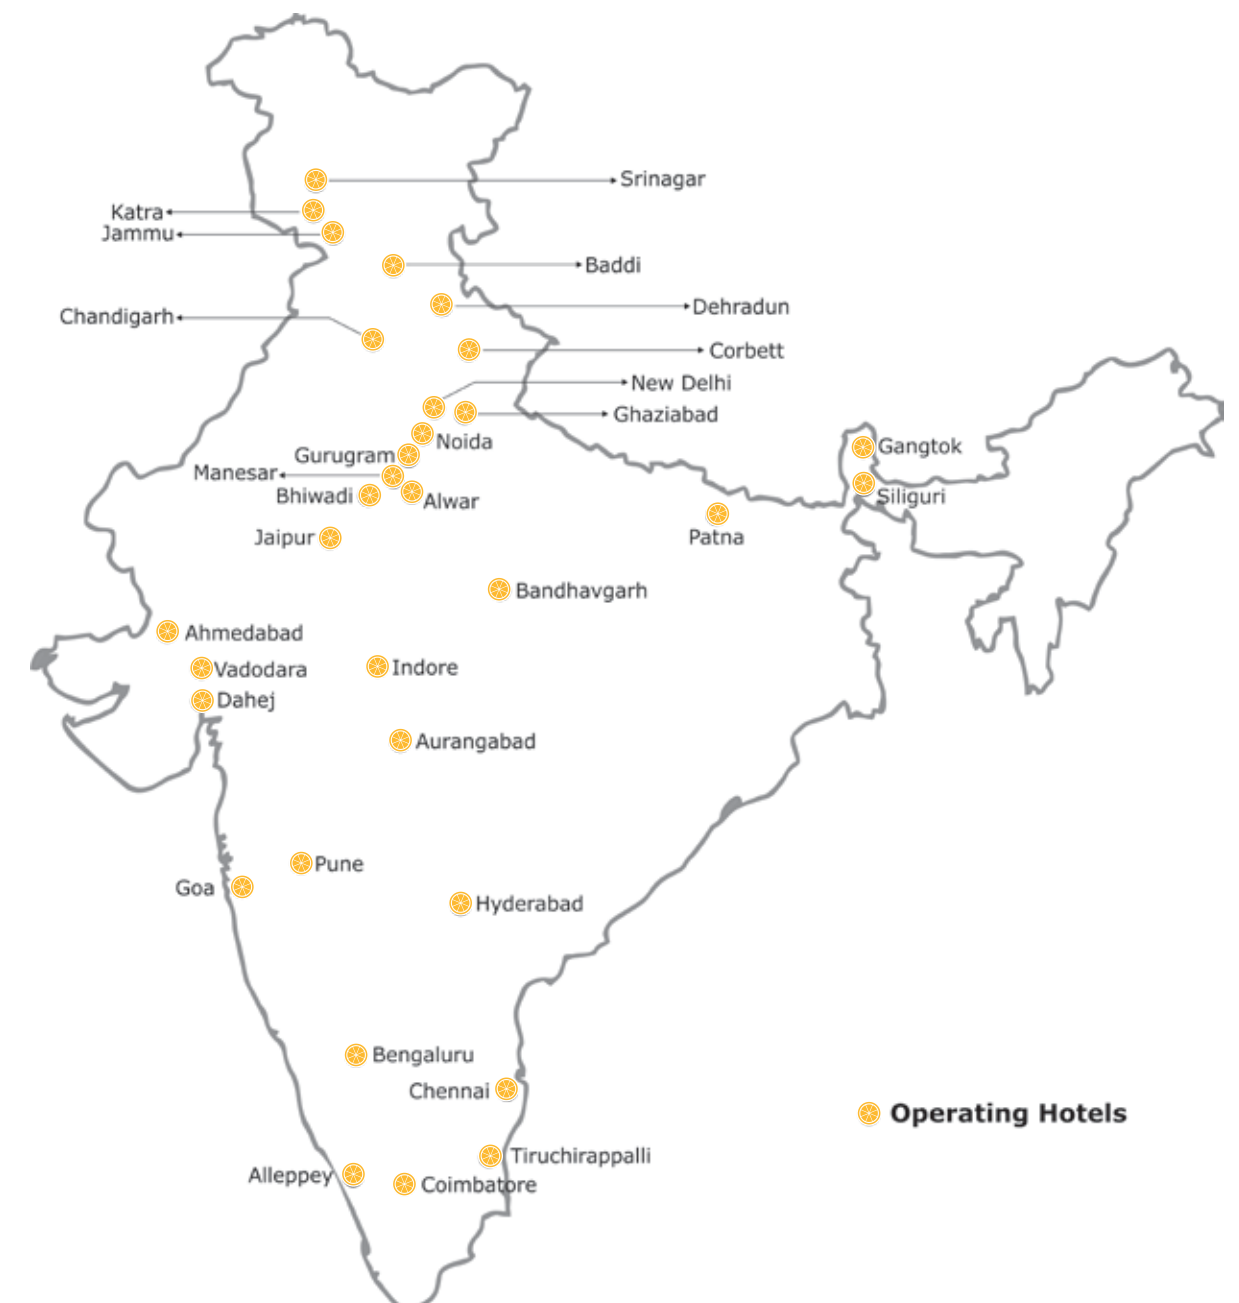 Srinagar
Katra
Jammu
Baddi
Dehradun
Chandigarh
Corbett
New Delhi
Ghaziabad
Noida
Gurugram
Manesar
Bhiwadi
Alwar
Jaipur
Gangtok
Siliguri
Patna
Bandhavgarh
Ahmedabad
Vadodara
Indore
Dahej
Aurangabad
Pune
Goa
Hyderabad
Bengaluru
Chennai
Operating Hotels
Tiruchirappalli
Alleppey
Coimbatore